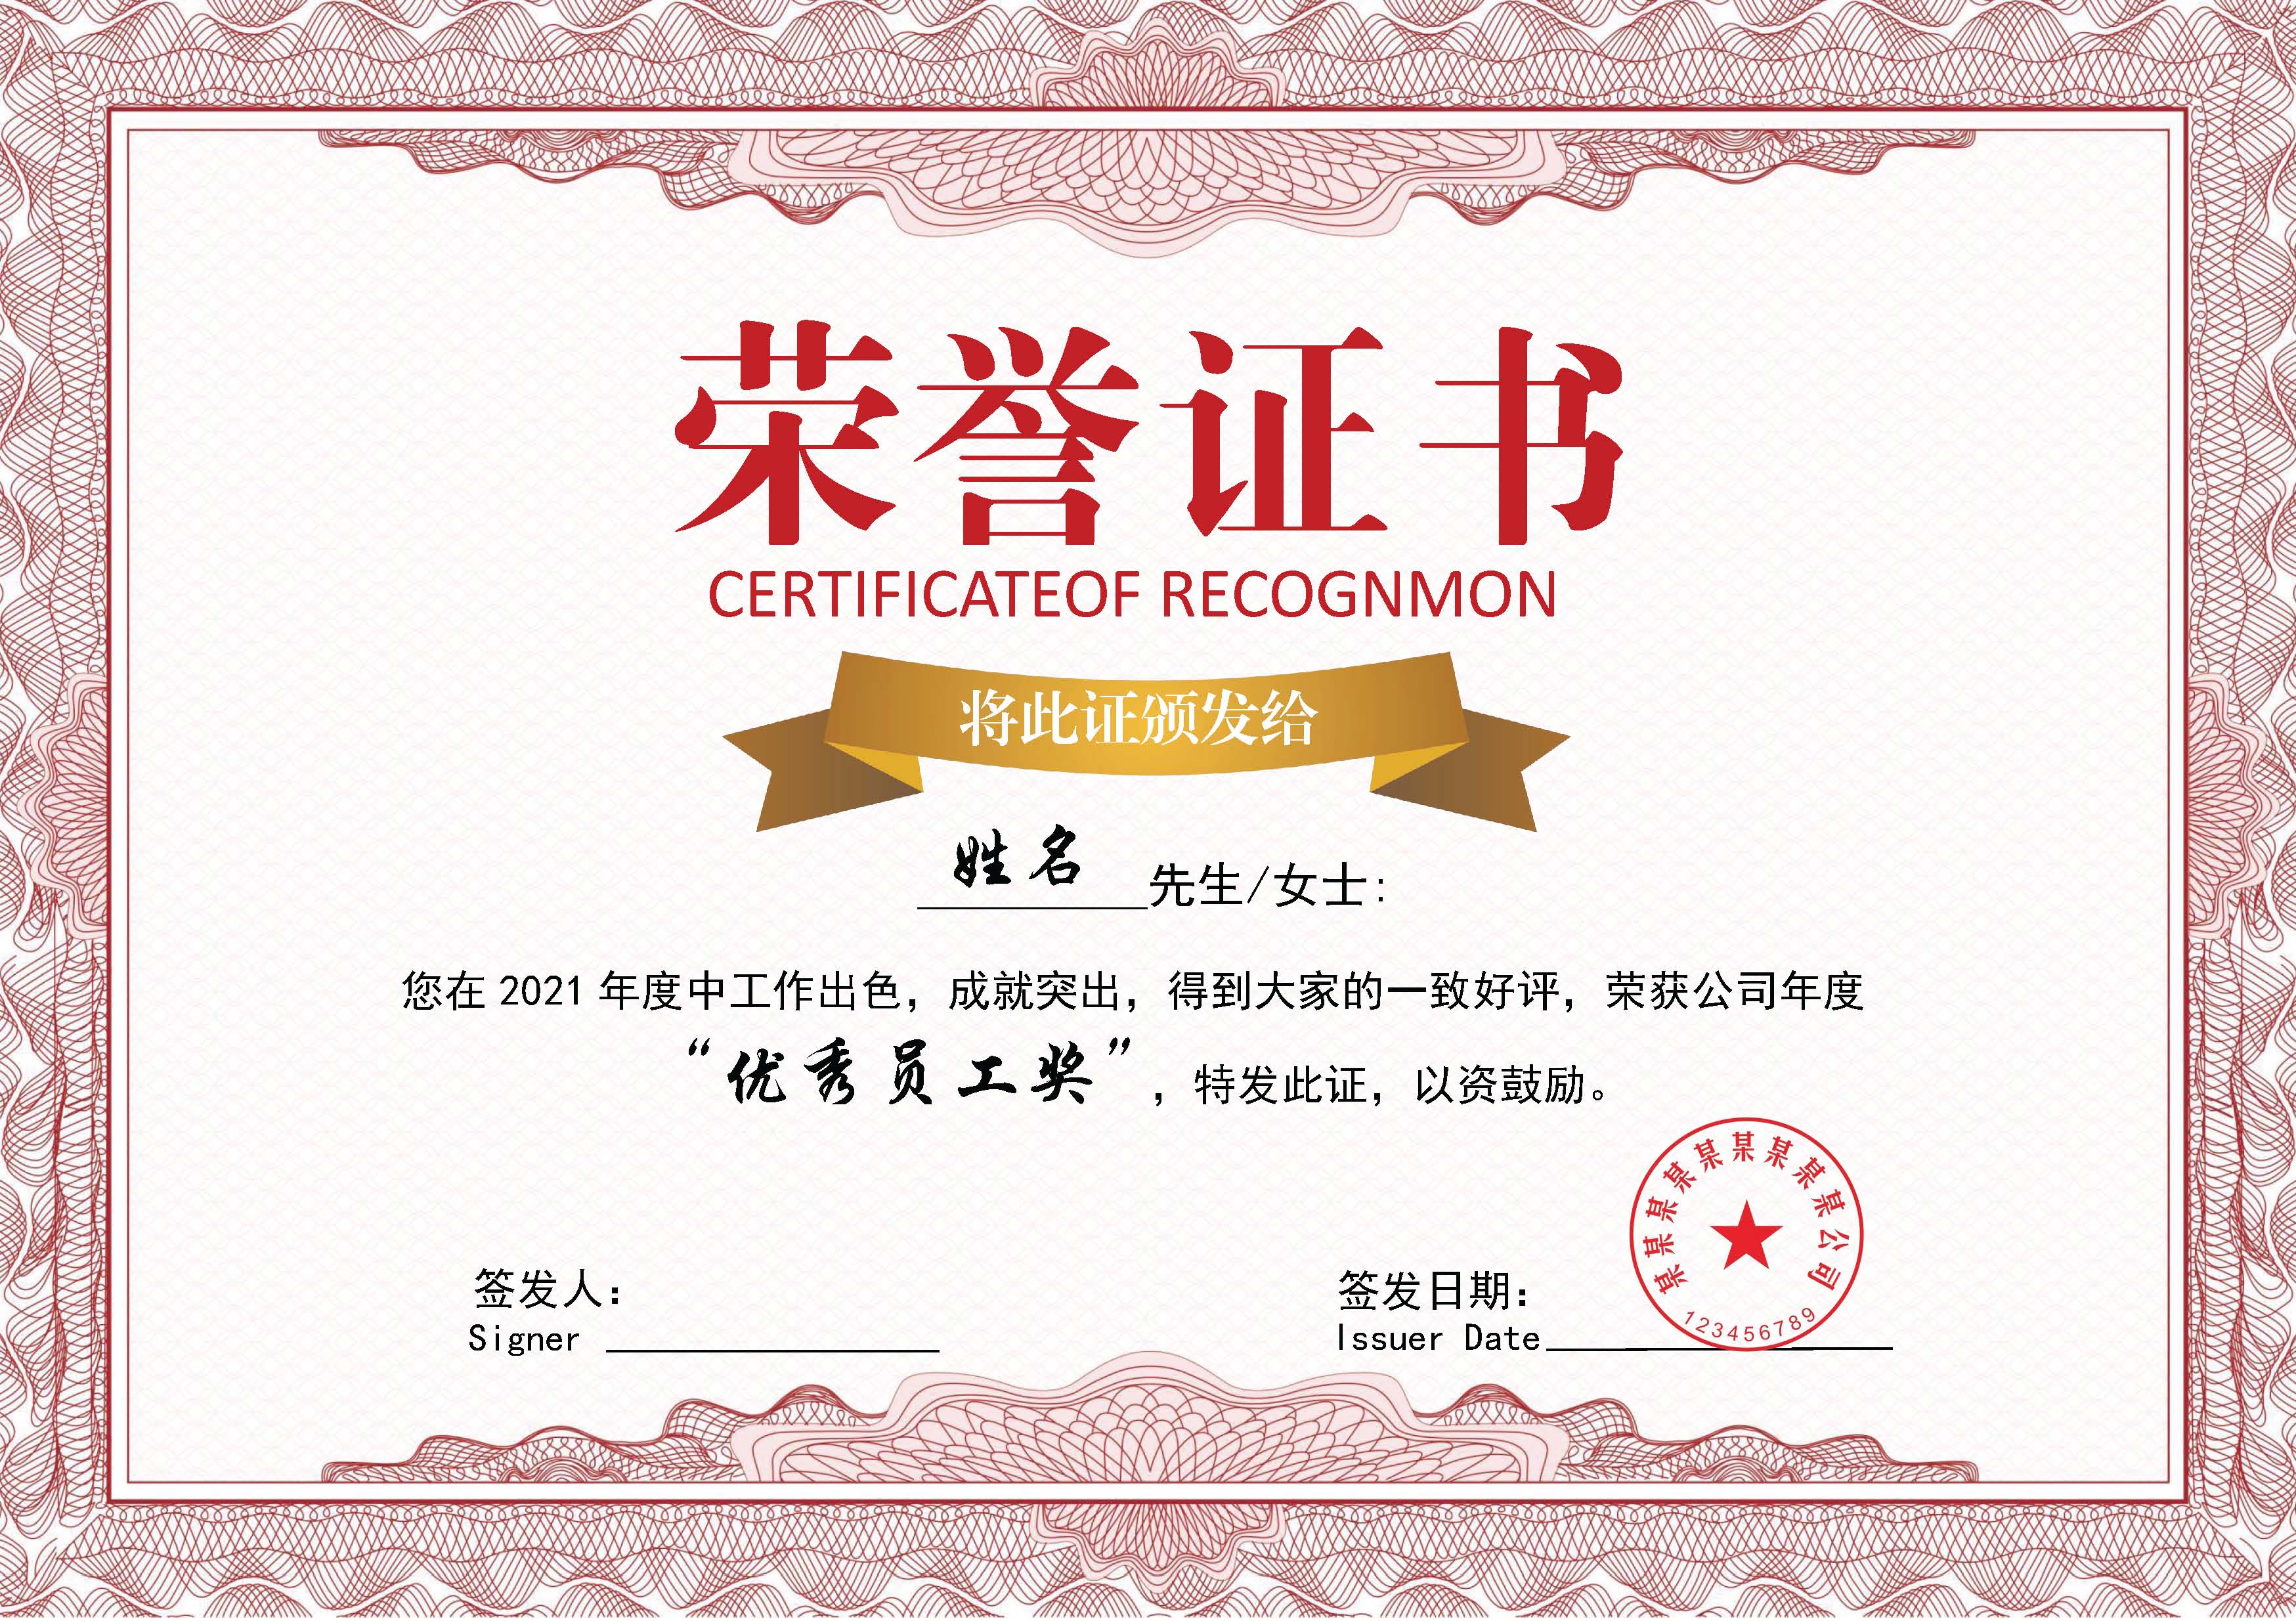 荣誉证书
CERTIFICATEOF RECOGNMON
将此证颁发给
姓名 先生/女士:
您在 2021 年度中工作出色，成就突出，得到大家的一致好评，荣获公司年度
“优秀员工奖”，特发此证，以资鼓励。
某某某某某某某某某公司
123456789
签发人：
Signer
签发日期：
Issuer Date